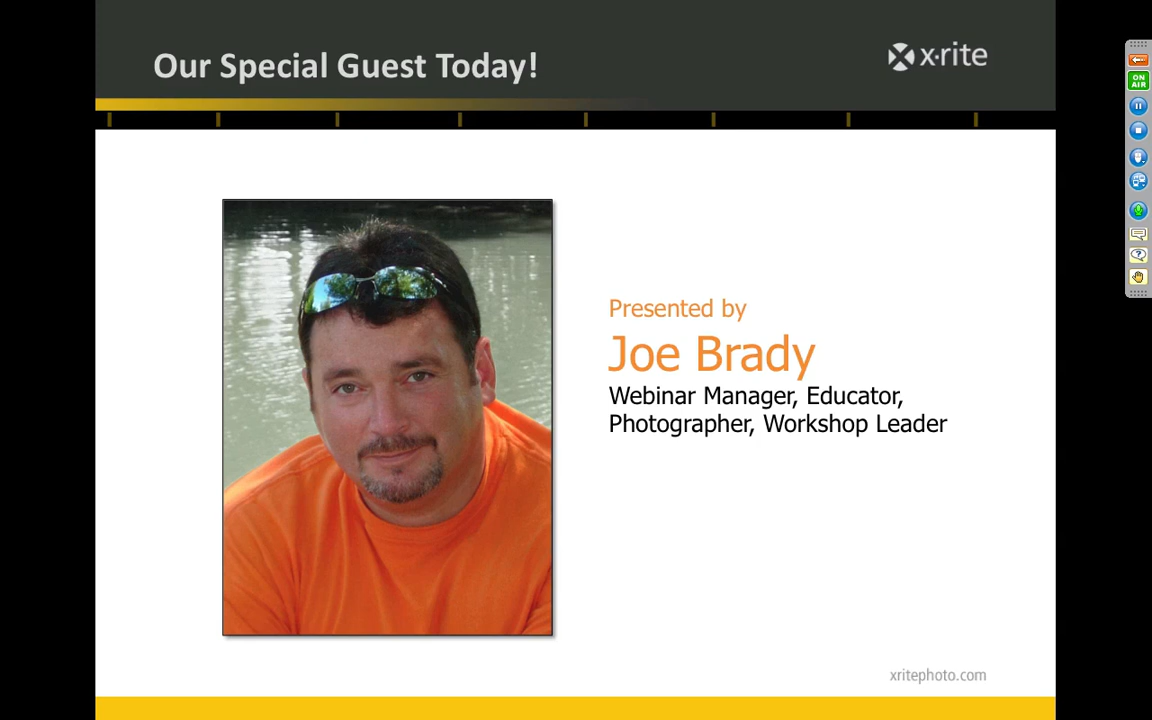 Our Special Guest Today!
x·rite
ON
AIR
Presented by
Joe Brady
Webinar Manager, Educator,
Photographer, Workshop Leader
xritephoto.com